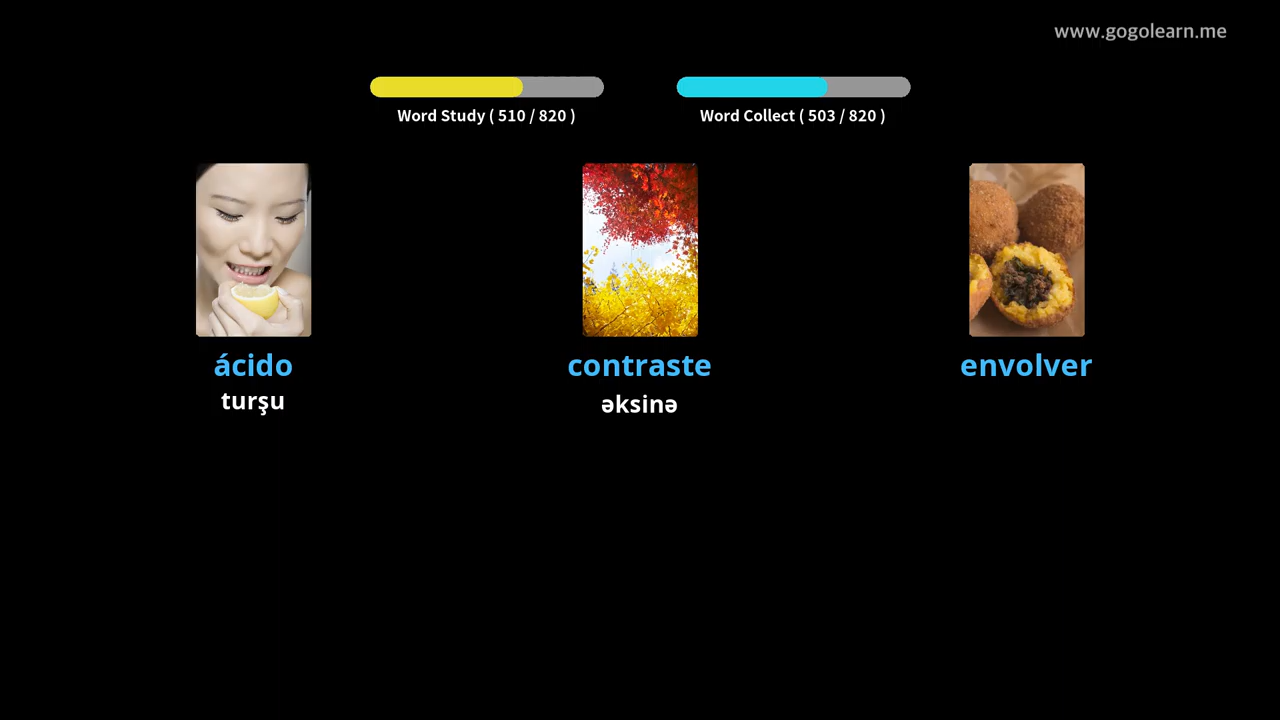 www.gogolearn.me
Word Study ( 510 / 820 )
Word Collect ( 503 / 820 )
ácido
contraste
envolver
turşu
əksinə